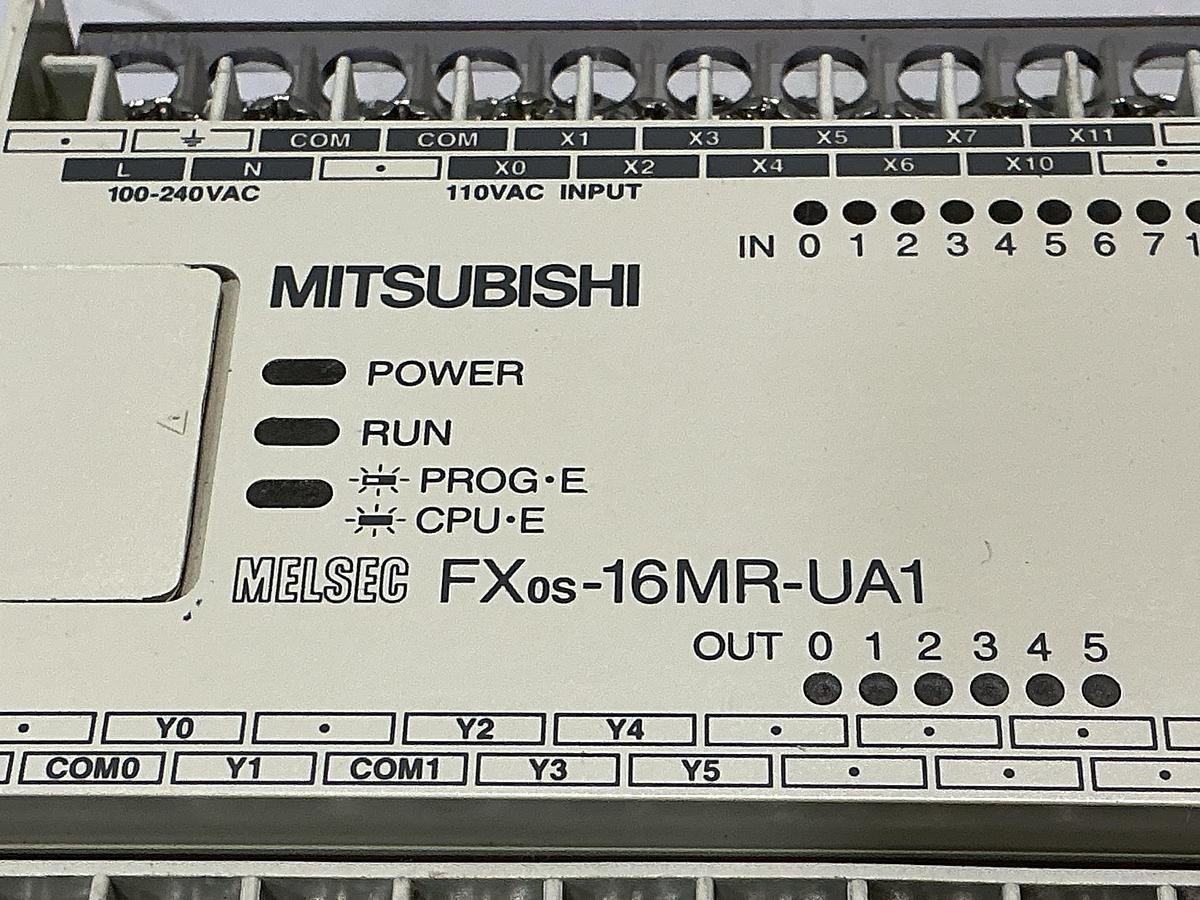 COM COM X1 X3 X5 X7 X11
L N X0 X2 X4 X6 X10
100-240VAC 110VAC INPUT
IN 0 1 2 3 4 5 6 7 1
MITSUBISHI
POWER
RUN
PROG•E
CPU•E
MELSEC FX0S-16MR-UA1
OUT 0 1 2 3 4 5
Y0 Y2 Y4
COM0 Y1 COM1 Y3 Y5